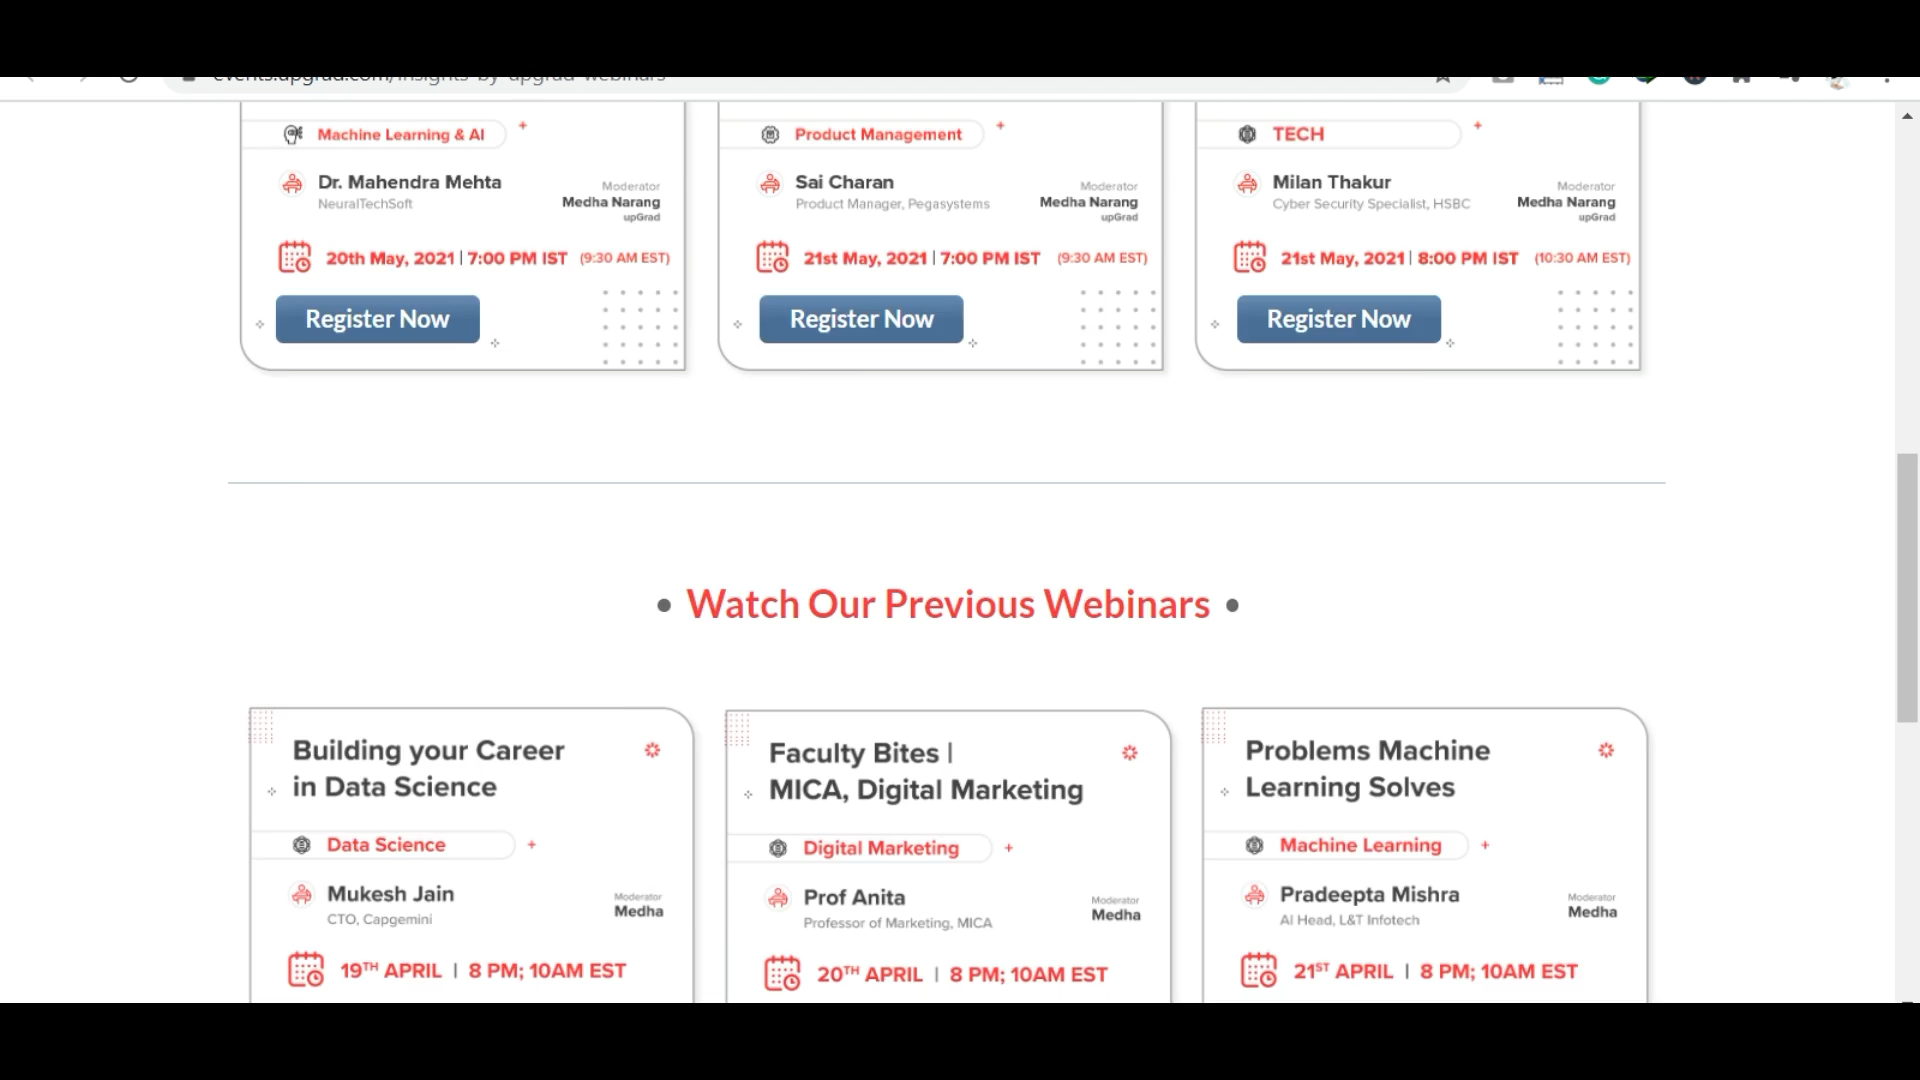 events.upgrad.com/insights-by-upgrad-webinars
Machine Learning & AI
Dr. Mahendra Mehta
NeuralTechSoft
Moderator
Medha Narang
upGrad
20th May, 2021 | 7:00 PM IST (9:30 AM EST)
Register Now
Product Management
Sai Charan
Product Manager, Pegasystems
Moderator
Medha Narang
upGrad
21st May, 2021 | 7:00 PM IST (9:30 AM EST)
Register Now
TECH
Milan Thakur
Cyber Security Specialist, HSBC
Moderator
Medha Narang
upGrad
21st May, 2021 | 8:00 PM IST (10:30 AM EST)
Register Now
• Watch Our Previous Webinars •
Building your Career
in Data Science
Data Science
Mukesh Jain
CTO, Capgemini
Moderator
Medha
19TH APRIL | 8 PM; 10AM EST
Faculty Bites |
MICA, Digital Marketing
Digital Marketing
Prof Anita
Professor of Marketing, MICA
Moderator
Medha
20TH APRIL | 8 PM; 10AM EST
Problems Machine
Learning Solves
Machine Learning
Pradeepta Mishra
AI Head, L&T Infotech
Moderator
Medha
21ST APRIL | 8 PM; 10AM EST